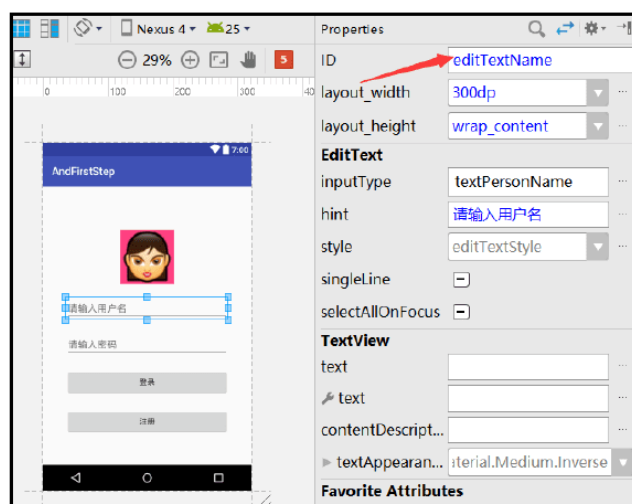 Nexus 4
25
Properties
29%
5
ID
editTextName
0
100
200
300
40
layout_width
300dp
layout_height
wrap_content
7:00
AndFirstStep
EditText
inputType
textPersonName
hint
请输入用户名
style
editTextStyle
singleLine
selectAllOnFocus
请输入用户名
请输入密码
登录
注册
TextView
text
text
contentDescript...
textAppearan...
aterial.Medium.Inverse
Favorite Attributes